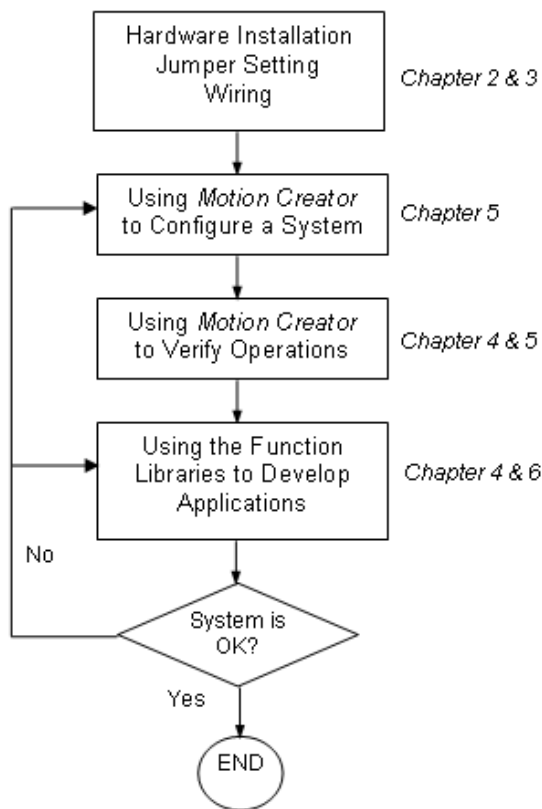 Hardware Installation
Jumper Setting
Wiring
Chapter 2 & 3
Using Motion Creator
to Configure a System
Chapter 5
Using Motion Creator
to Verify Operations
Chapter 4 & 5
Using the Function
Libraries to Develop
Applications
Chapter 4 & 6
No
System is
OK?
Yes
END